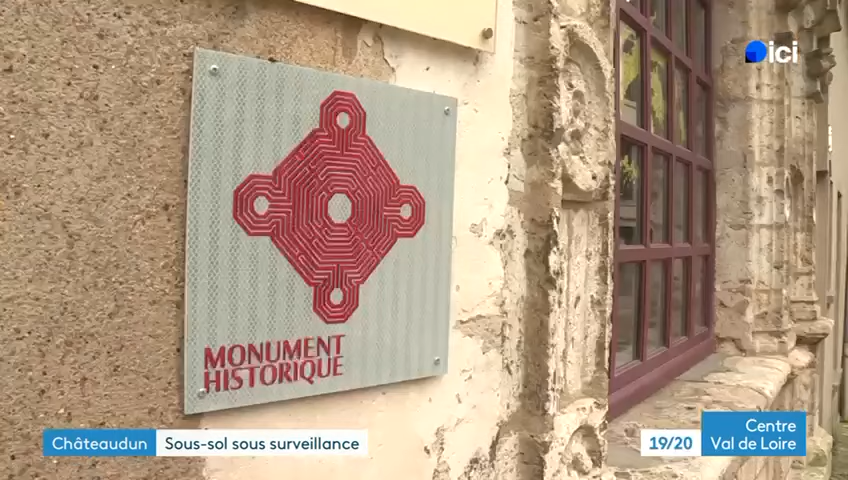 ici
MONUMENT
HISTORIQUE
Châteaudun Sous-sol sous surveillance
19/20 Centre
Val de Loire